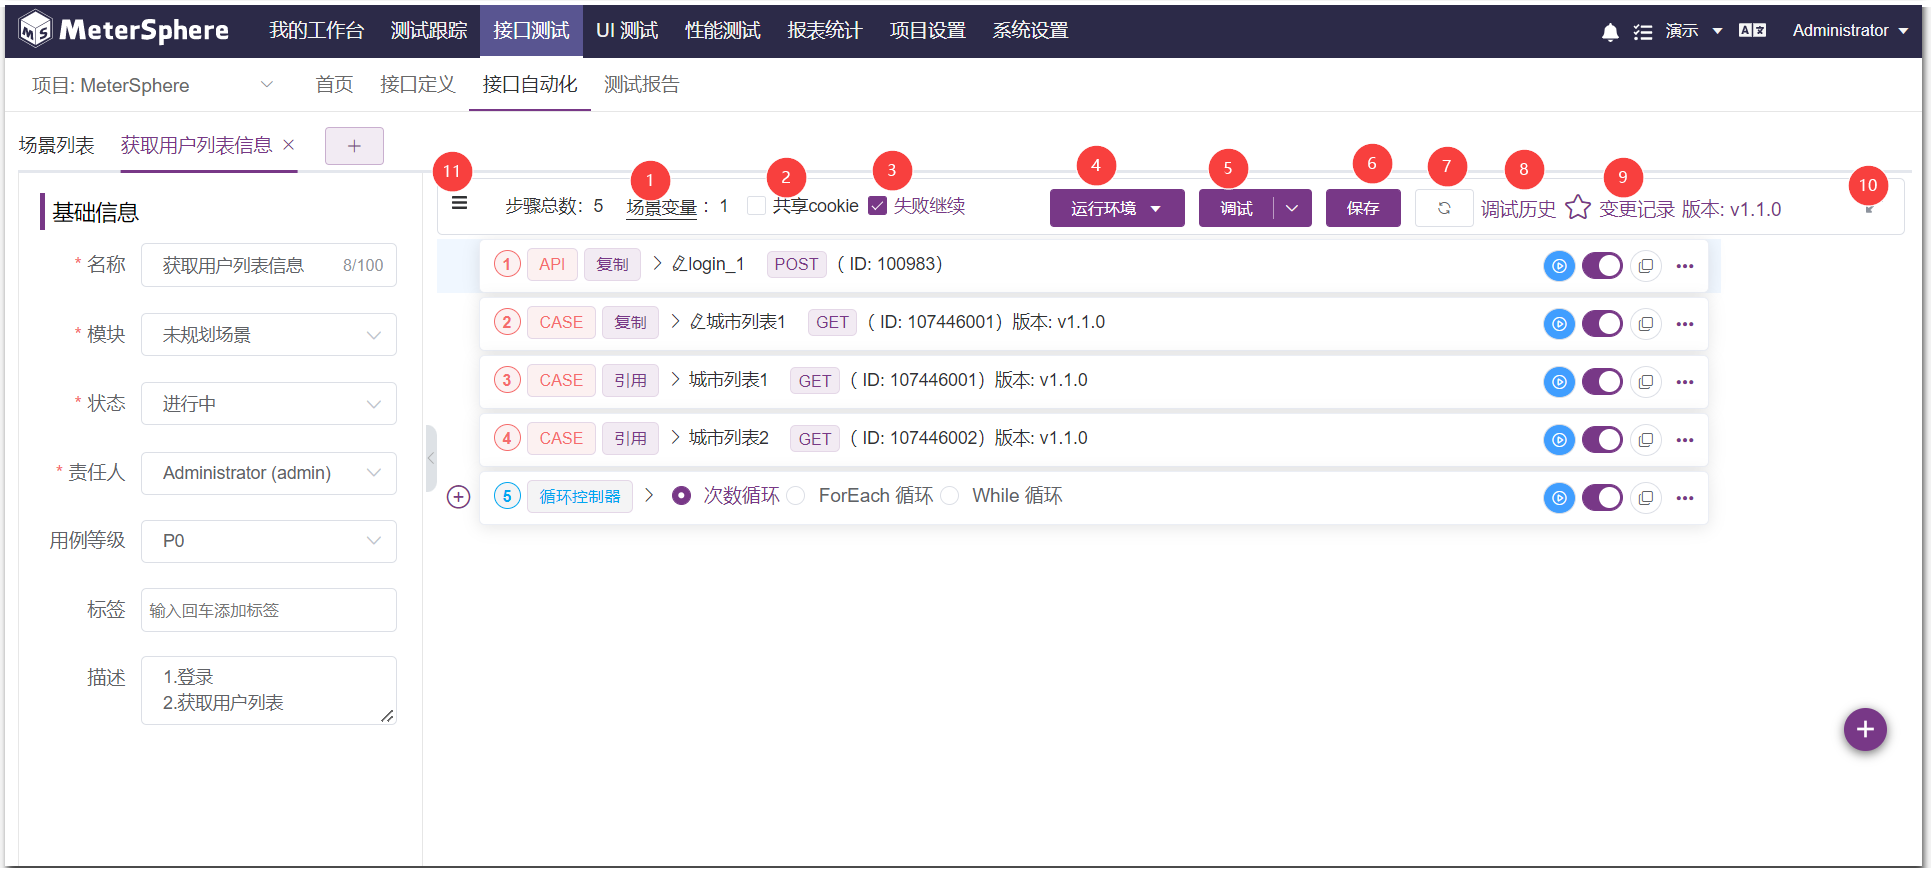 MeterSphere 我的工作台 测试跟踪 接口测试 UI 测试 性能测试 报表统计 项目设置 系统设置 演示 Administrator
项目: MeterSphere 首页 接口定义 接口自动化 测试报告
场景列表 获取用户列表信息 × +
11 1 2 3 4 5 6 7 8 9 10
步骤总数: 5 场景变量 : 1 共享cookie 失败继续 运行环境 调试 保存 调试历史 变更记录 版本: v1.1.0
基础信息
* 名称 获取用户列表信息 8/100
* 模块 未规划场景
* 状态 进行中
* 责任人 Administrator (admin)
用例等级 P0
标签 输入回车添加标签
描述 1.登录
2.获取用户列表
1 API 复制 login_1 POST ( ID: 100983)
2 CASE 复制 城市列表1 GET ( ID: 107446001) 版本: v1.1.0
3 CASE 引用 城市列表1 GET ( ID: 107446001) 版本: v1.1.0
4 CASE 引用 城市列表2 GET ( ID: 107446002) 版本: v1.1.0
5 循环控制器 次数循环 ForEach 循环 While 循环